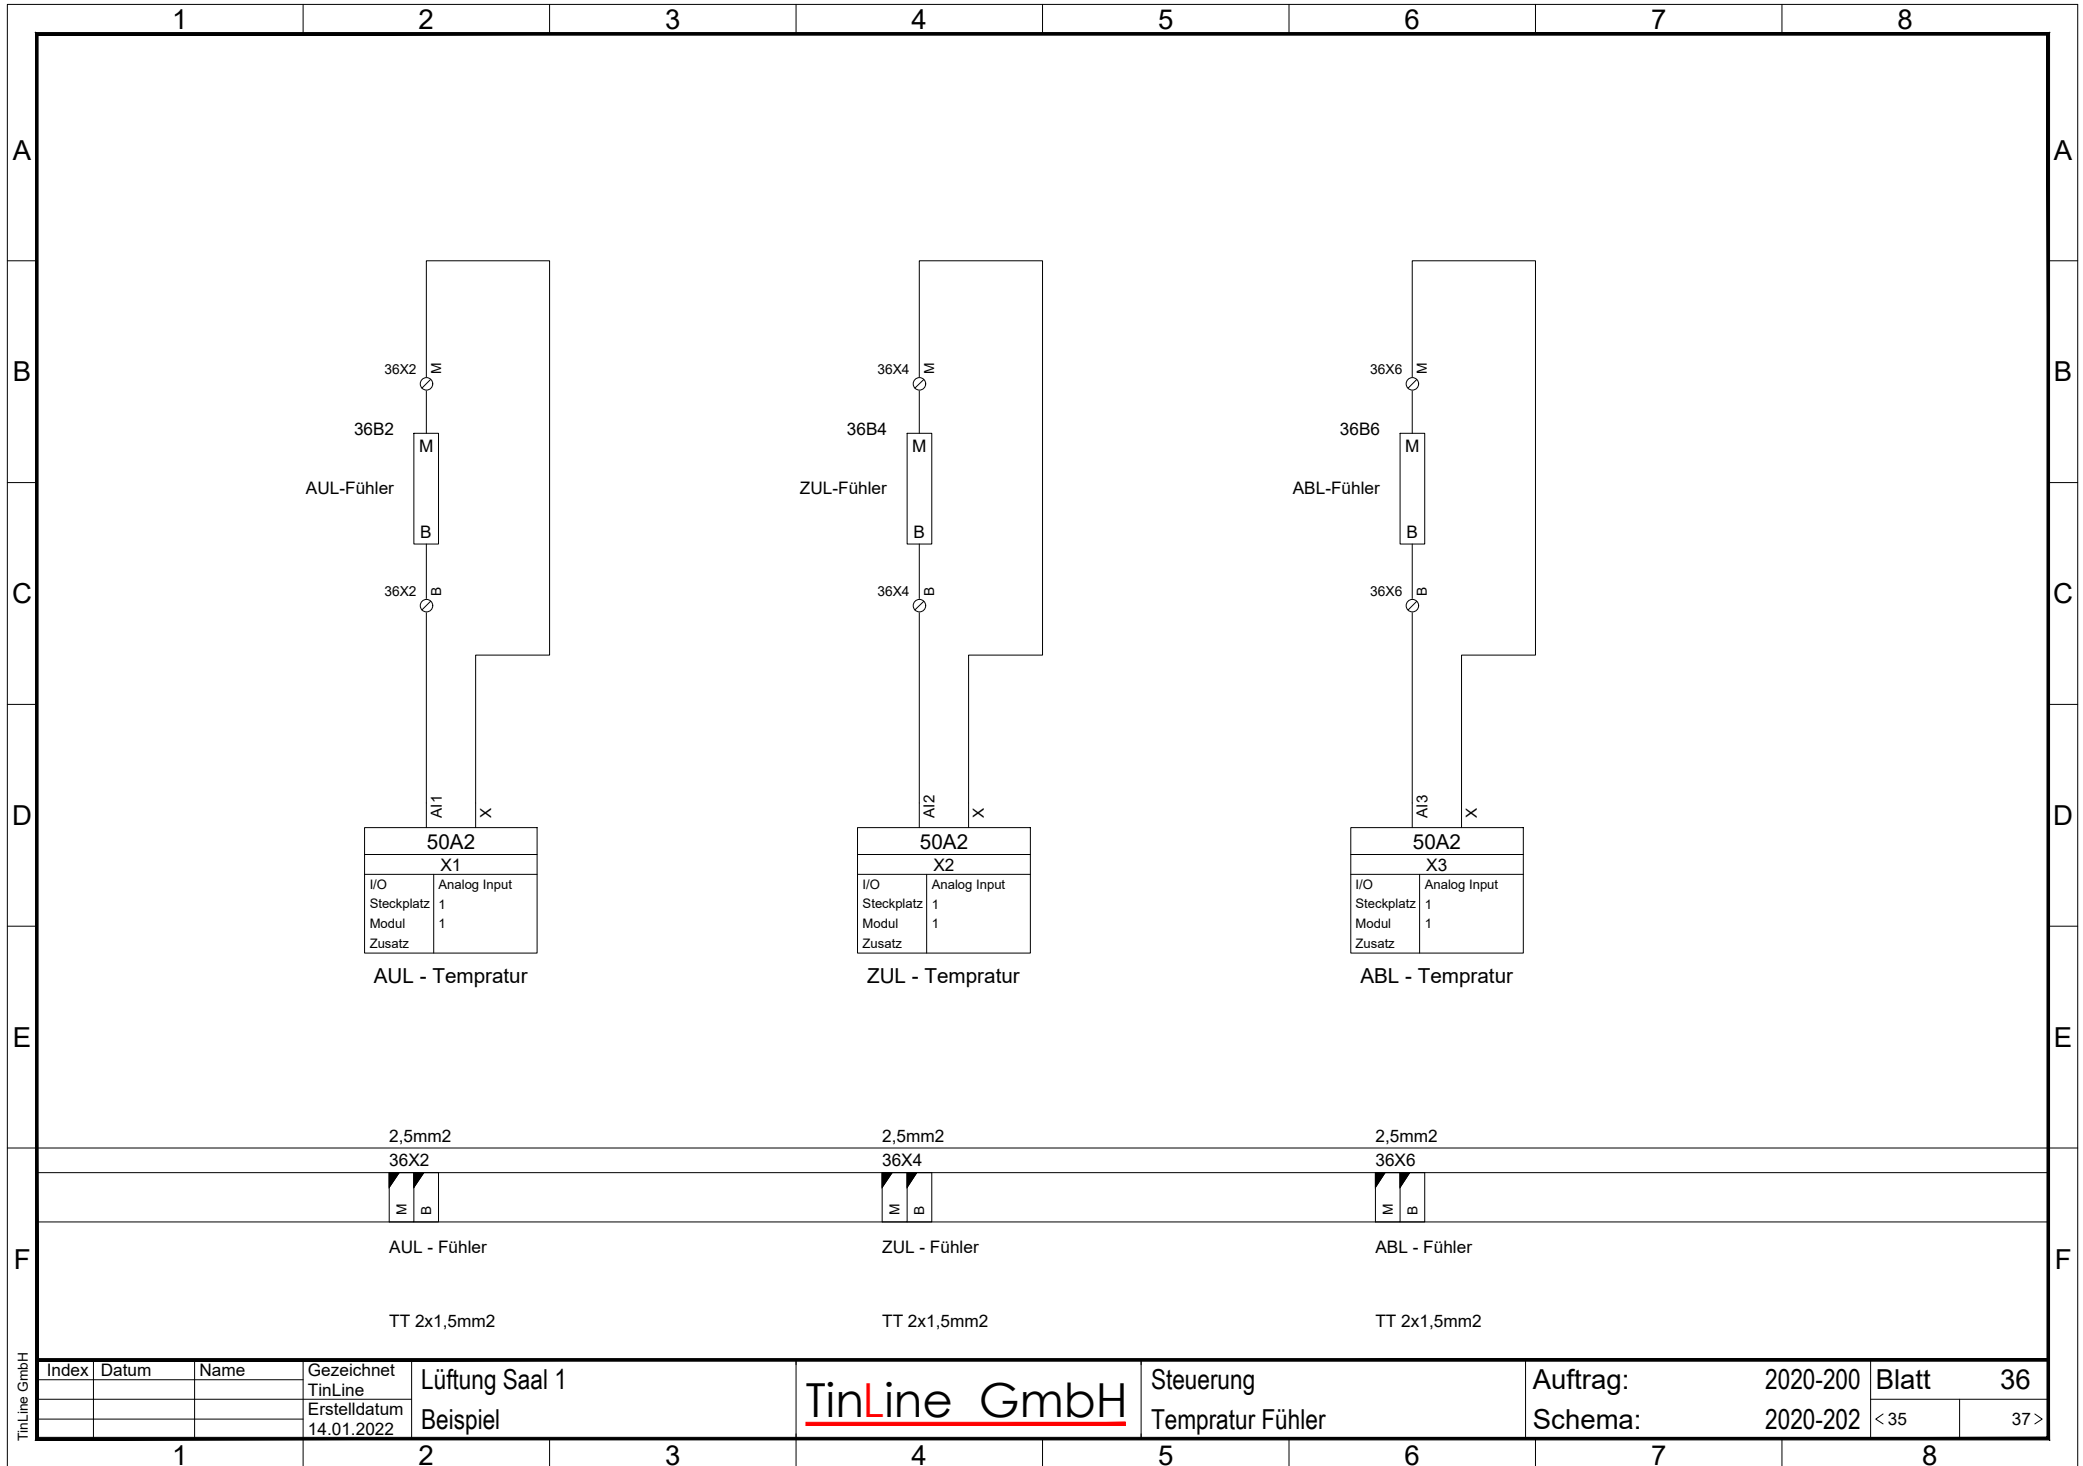 1 2 3 4 5 6 7 8
A A
36X2 M 36X4 M 36X6 M
B B
36B2 36B4 36B6
M M M
AUL-Fühler ZUL-Fühler ABL-Fühler
B B B
36X2 B 36X4 B 36X6 B
C C
AI1 X AI2 X AI3 X
D D
50A2 50A2 50A2
X1 X2 X3
I/O Analog Input I/O Analog Input I/O Analog Input
Steckplatz 1 Steckplatz 1 Steckplatz 1
Modul 1 Modul 1 Modul 1
Zusatz Zusatz Zusatz
AUL - Tempratur ZUL - Tempratur ABL - Tempratur
E E
2,5mm2 2,5mm2 2,5mm2
36X2 36X4 36X6
M B M B M B
AUL - Fühler ZUL - Fühler ABL - Fühler
F F
TT 2x1,5mm2 TT 2x1,5mm2 TT 2x1,5mm2
TinLine GmbH
Index Datum Name Gezeichnet
TinLine
Erstelldatum
14.01.2022
Lüftung Saal 1
Beispiel
TinLine GmbH
Steuerung
Tempratur Fühler
Auftrag: 2020-200
Schema: 2020-202
Blatt 36
<35 37>
1 2 3 4 5 6 7 8